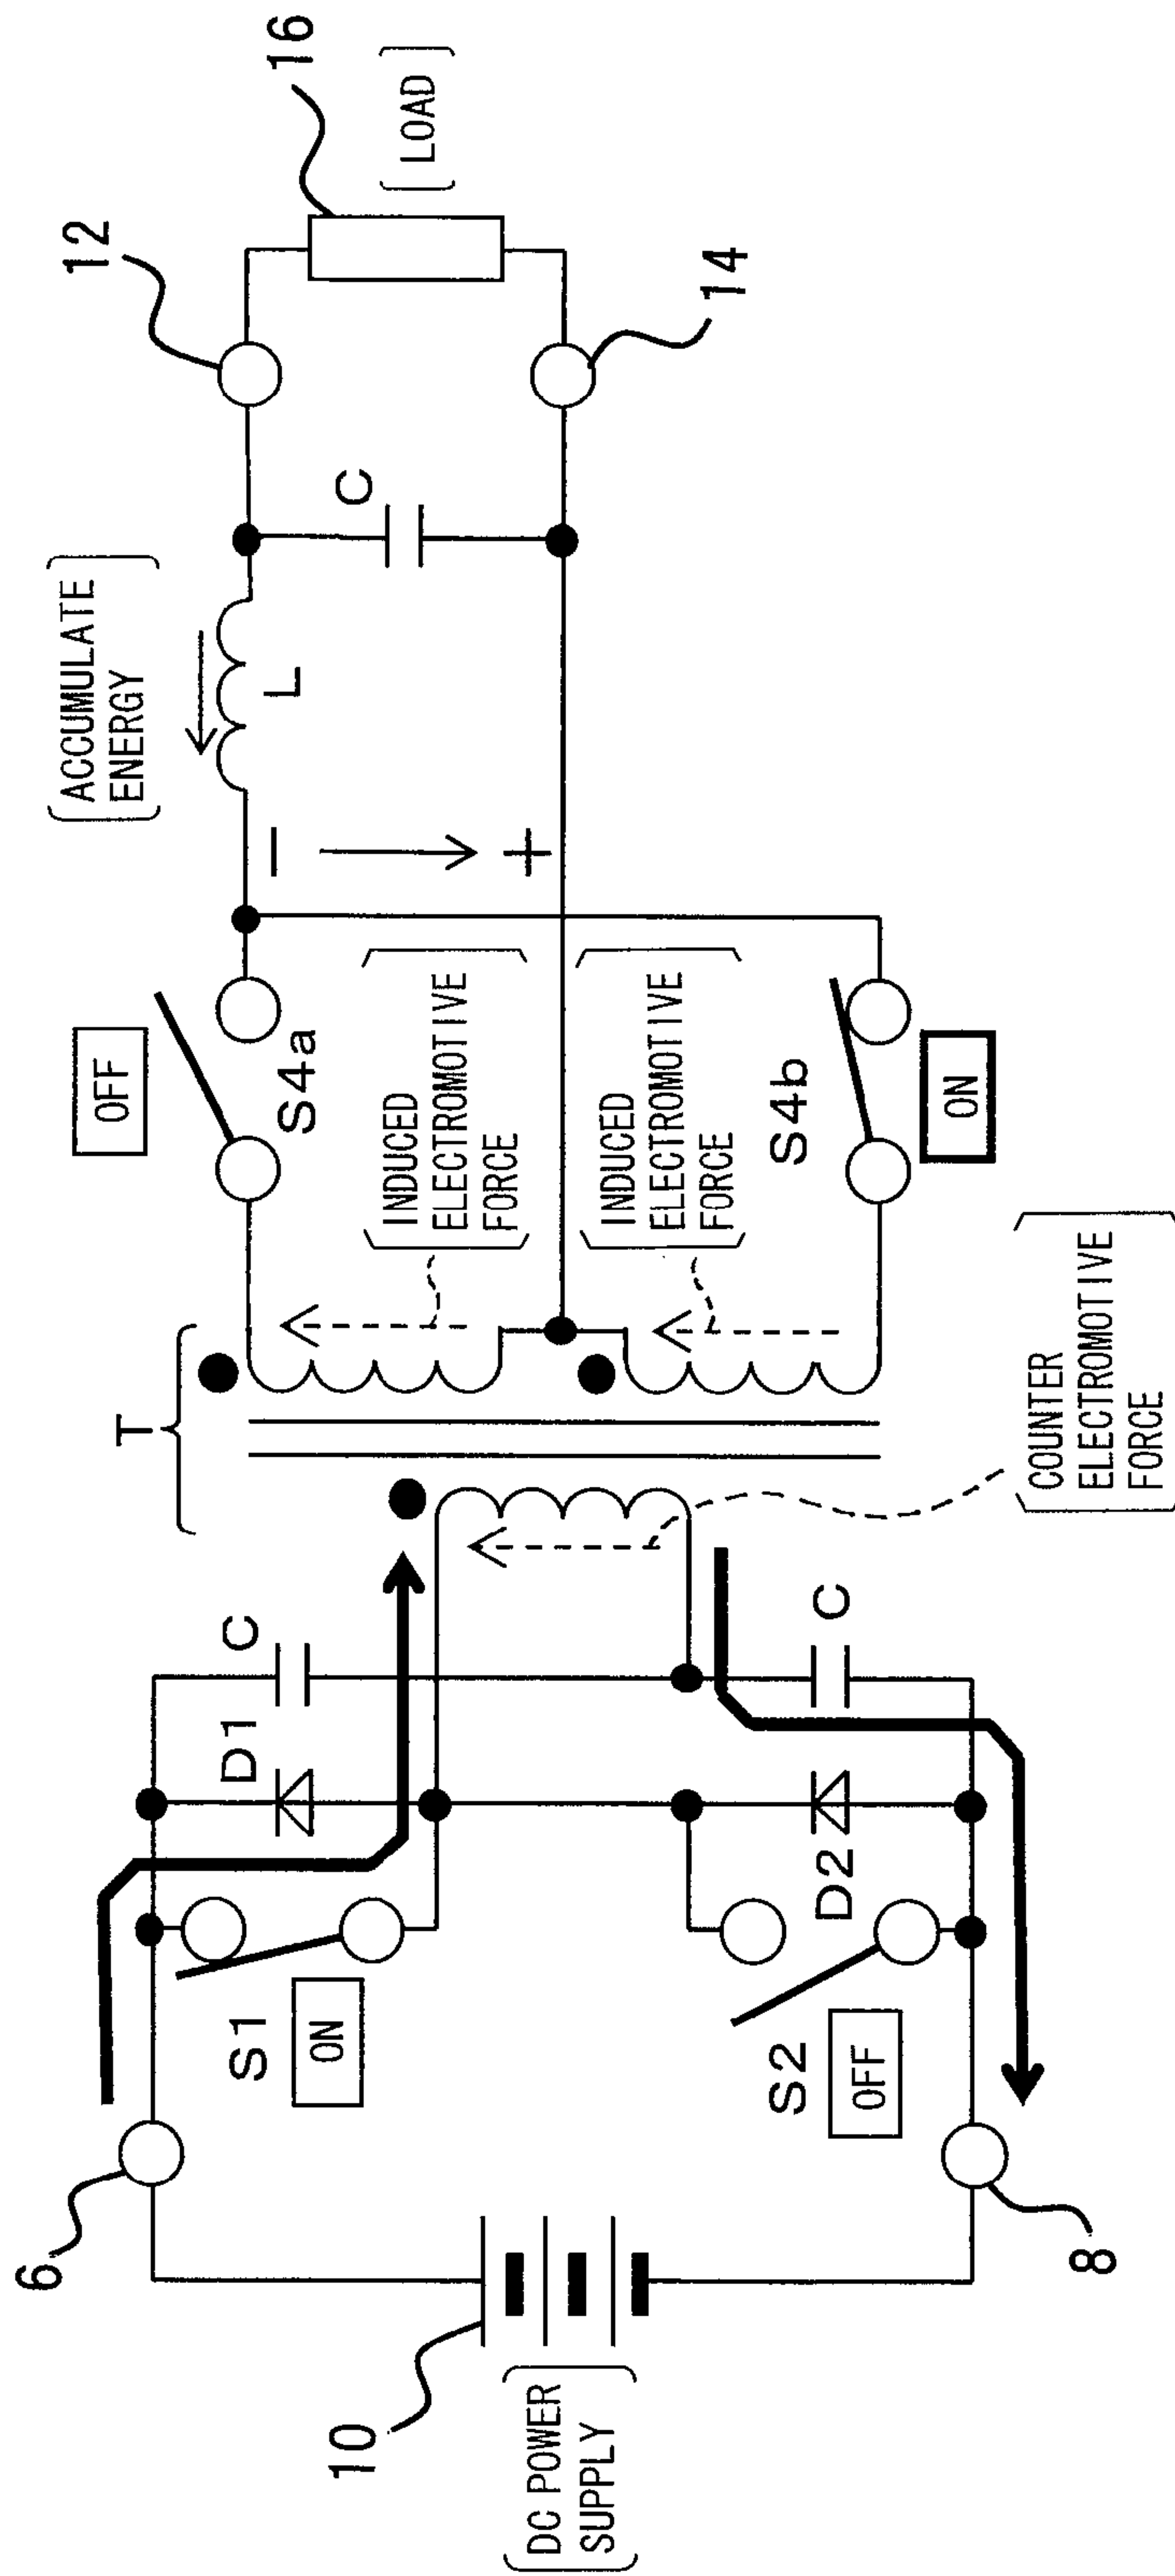 10
[DC POWER
SUPPLY]
6
8
S1
ON
S2
OFF
D1
D2
C
C
T
[COUNTER
ELECTROMOTIVE
FORCE]
OFF
S4a
[INDUCED
ELECTROMOTIVE
FORCE]
[INDUCED
ELECTROMOTIVE
FORCE]
S4b
ON
[ACCUMULATE
ENERGY]
L
−
+
C
12
14
16
[LOAD]